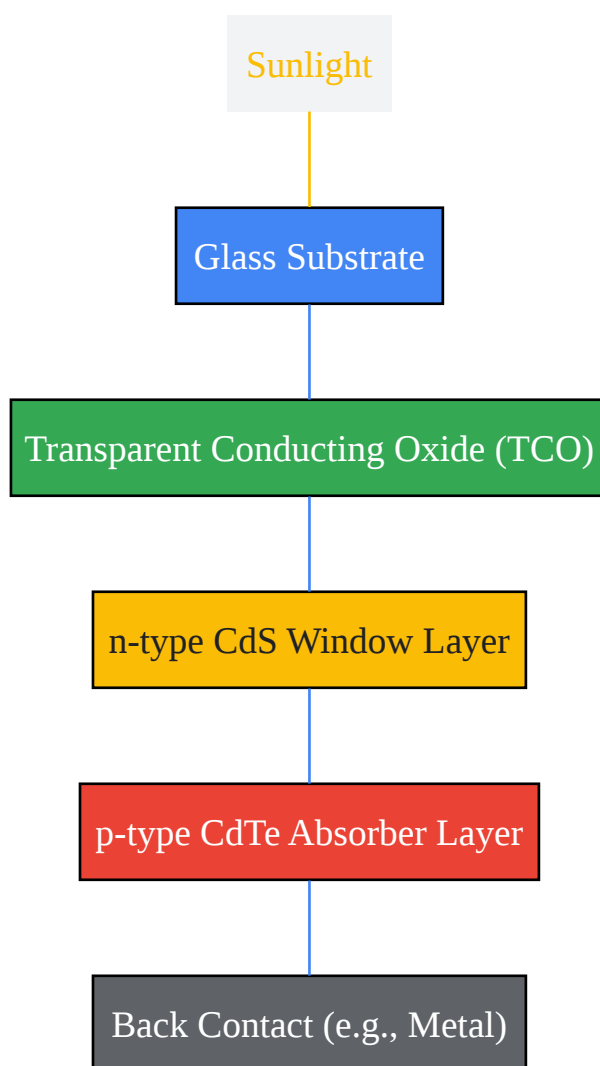 Sunlight
Glass Substrate
Transparent Conducting Oxide (TCO)
n-type CdS Window Layer
p-type CdTe Absorber Layer
Back Contact (e.g., Metal)